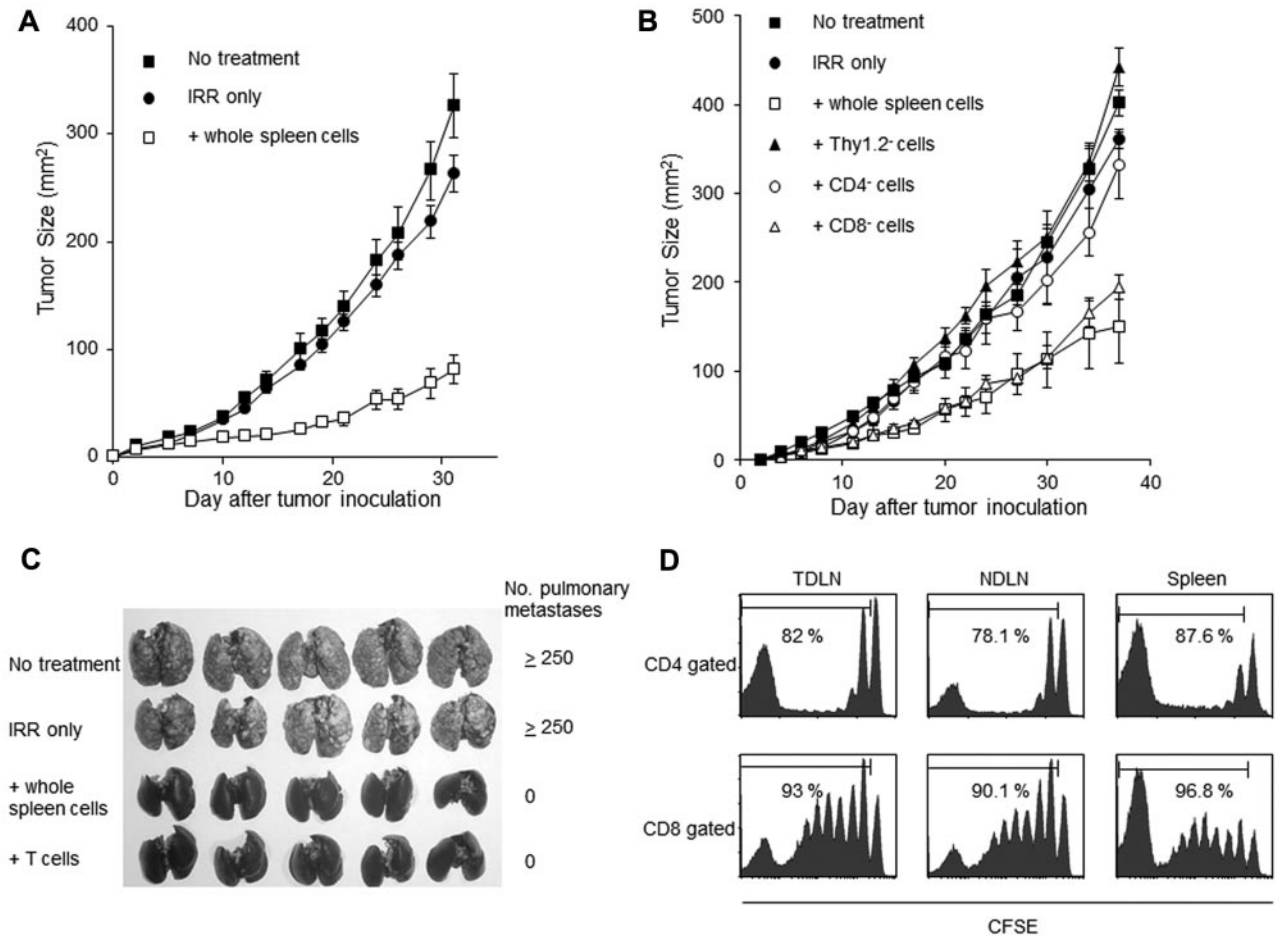 A
400
300
200
100
0
Tumor Size (mm²)
No treatment
IRR only
+ whole spleen cells
0
10
20
30
Day after tumor inoculation
B
500
400
300
200
100
0
Tumor Size (mm²)
No treatment
IRR only
+ whole spleen cells
+ Thy1.2⁻ cells
+ CD4⁻ cells
+ CD8⁻ cells
0
10
20
30
40
Day after tumor inoculation
C
No. pulmonary
metastases
No treatment
≥ 250
IRR only
≥ 250
+ whole
spleen cells
0
+ T cells
0
D
TDLN
NDLN
Spleen
CD4 gated
82 %
78.1 %
87.6 %
CD8 gated
93 %
90.1 %
96.8 %
CFSE